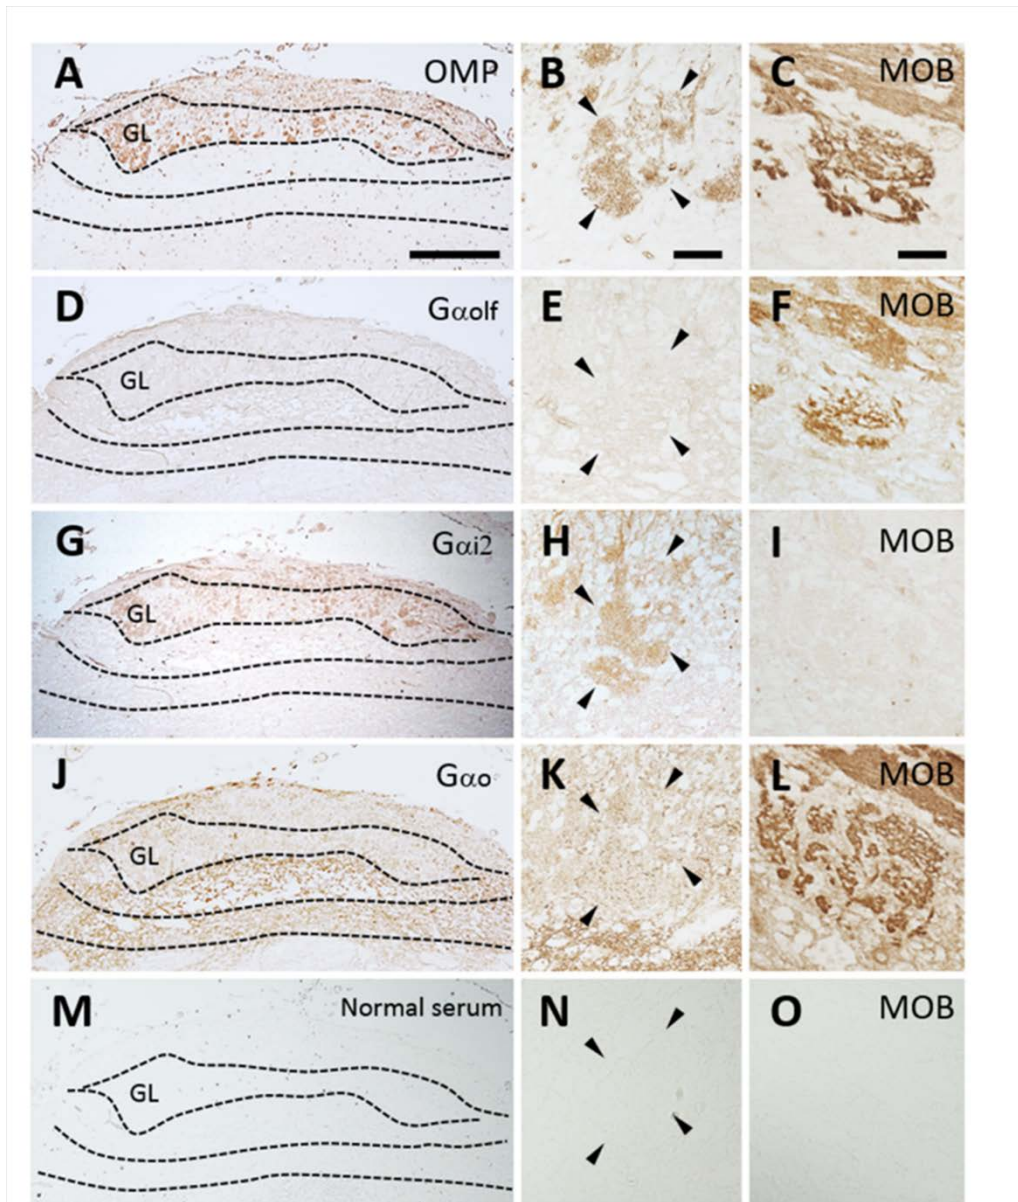 A OMP B C MOB
GL
D Gαolf E F MOB
GL
G Gαi2 H I MOB
GL
J Gαo K L MOB
GL
M Normal serum N O MOB
GL